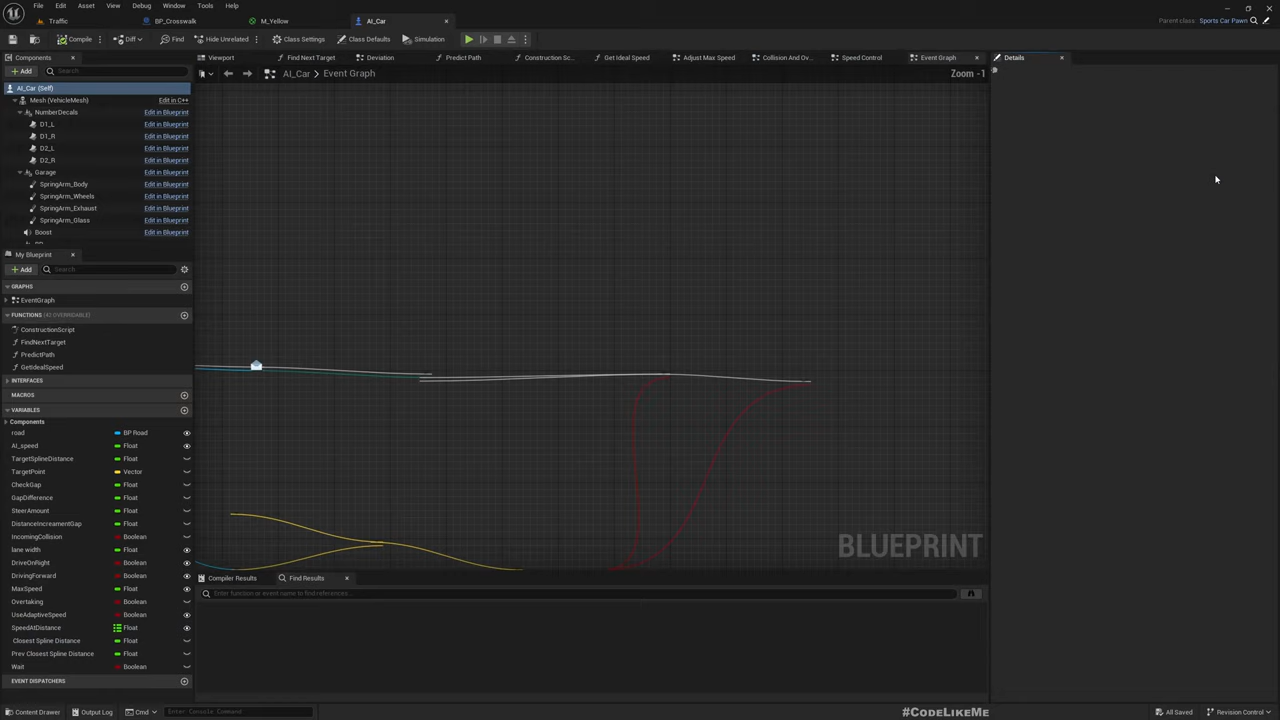 File Edit Asset View Debug Window Tools Help
Traffic BP_Crosswalk M_Yellow AI_Car
Parent class: Sports Car Pawn
Compile Diff Find Hide Unrelated Class Settings Class Defaults Simulation
Components
Viewport Find Next Target Deviation Predict Path Construction Sc... Get Ideal Speed Adjust Max Speed Collision And Ov... Speed Control Event Graph
Details
Add Search
AI_Car > Event Graph
Zoom -1
AI_Car (Self)
Mesh (VehicleMesh) Edit in C++
NumberDecals Edit in Blueprint
D1_L Edit in Blueprint
D1_R Edit in Blueprint
D2_L Edit in Blueprint
D2_R Edit in Blueprint
Garage Edit in Blueprint
SpringArm_Body Edit in Blueprint
SpringArm_Wheels Edit in Blueprint
SpringArm_Exhaust Edit in Blueprint
SpringArm_Glass Edit in Blueprint
Boost Edit in Blueprint
My Blueprint
Add Search
GRAPHS
EventGraph
FUNCTIONS (42 OVERRIDABLE)
ConstructionScript
FindNextTarget
PredictPath
GetIdealSpeed
INTERFACES
MACROS
VARIABLES
Components
road BP Road
AI_speed Float
TargetSplineDistance Float
TargetPoint Vector
CheckGap Float
GapDifference Float
SteerAmount Float
DistanceIncreamentGap Float
IncomingCollision Boolean
lane width Float
DriveOnRight Boolean
DrivingForward Boolean
MaxSpeed Float
Overtaking Boolean
UseAdaptiveSpeed Boolean
SpeedAtDistance Float
Closest Spline Distance Float
Prev Closest Spline Distance Float
Wait Boolean
EVENT DISPATCHERS
BLUEPRINT
Compiler Results Find Results
Enter function or event name to find references...
Content Drawer Output Log Cmd Enter Console Command
#CodeLikeMe
All Saved Revision Control